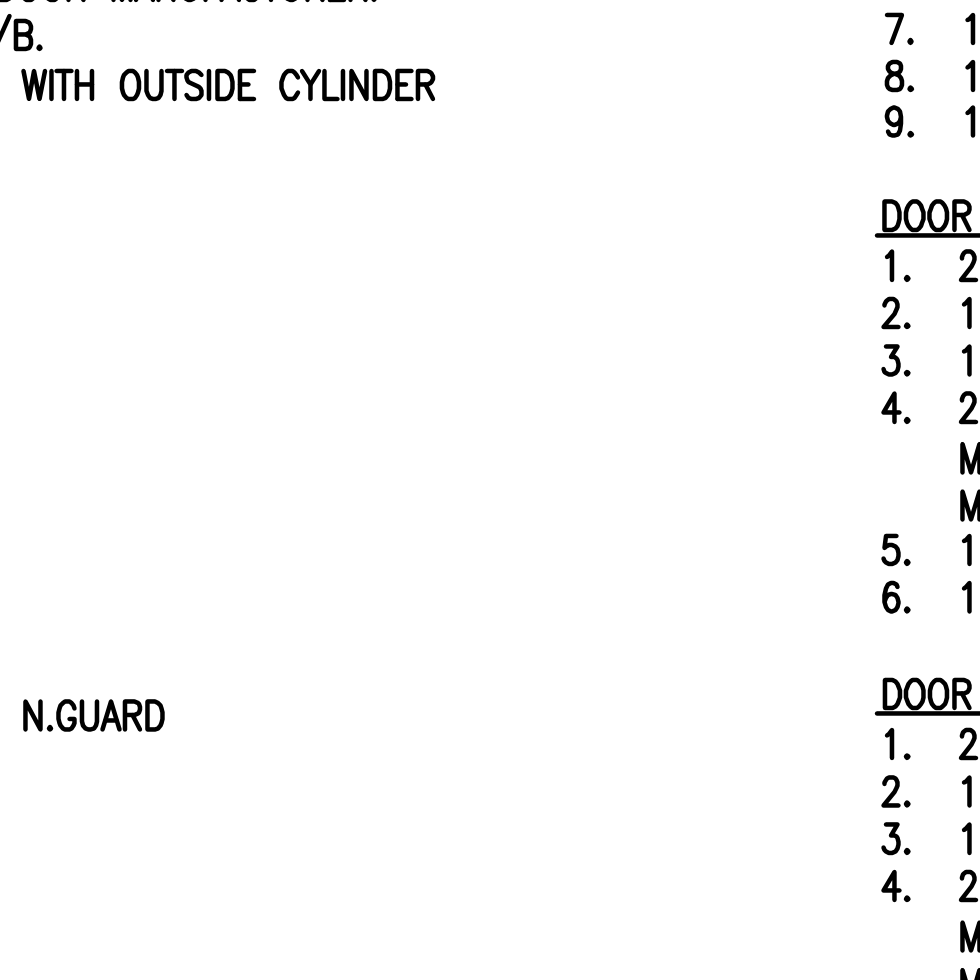 /B.
WITH OUTSIDE CYLINDER
N.GUARD
7. 1
8. 1
9. 1
DOOR
1. 2
2. 1
3. 1
4. 2
M
M
5. 1
6. 1
DOOR
1. 2
2. 1
3. 1
4. 2
M